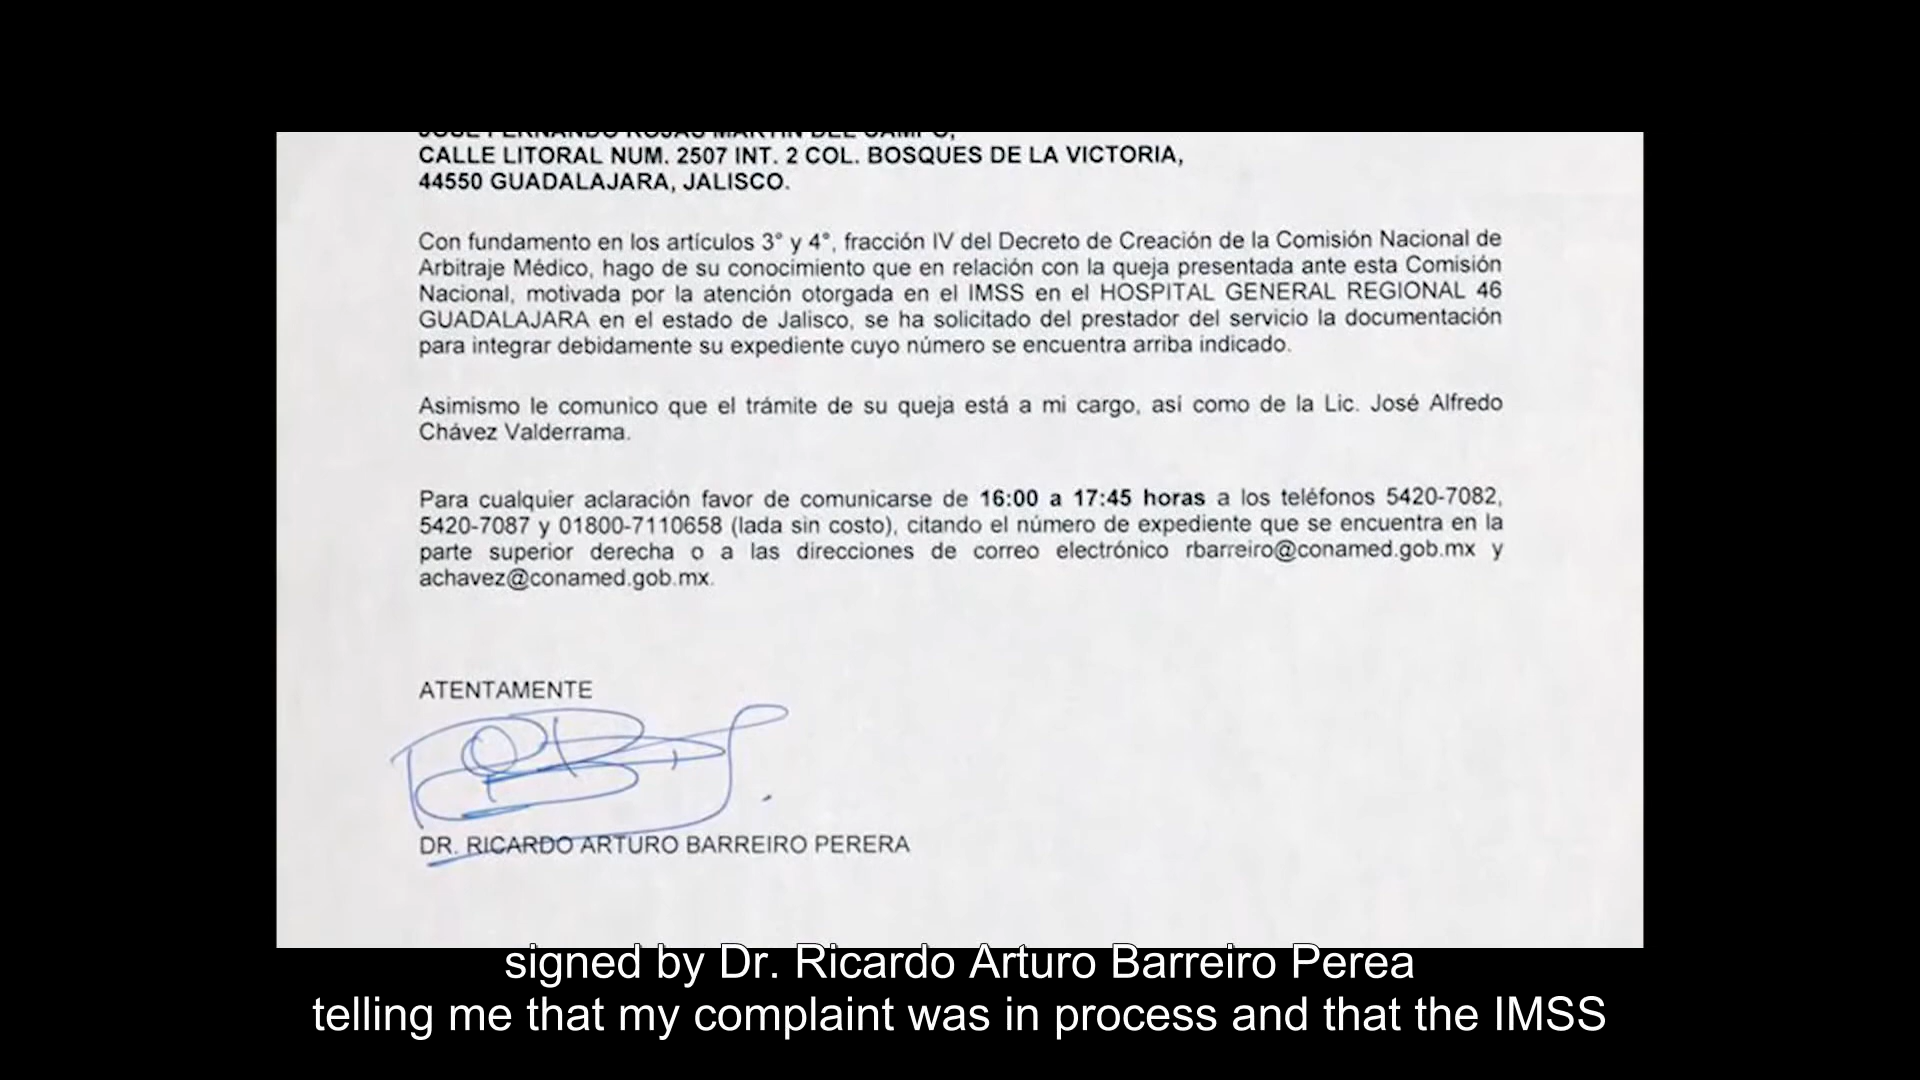 JOSÉ FERNANDO ROJAS MARTIN DEL CAMPO,
CALLE LITORAL NUM. 2507 INT. 2 COL. BOSQUES DE LA VICTORIA,
44550 GUADALAJARA, JALISCO.
Con fundamento en los artículos 3° y 4°, fracción IV del Decreto de Creación de la Comisión Nacional de
Arbitraje Médico, hago de su conocimiento que en relación con la queja presentada ante esta Comisión
Nacional, motivada por la atención otorgada en el IMSS en el HOSPITAL GENERAL REGIONAL 46
GUADALAJARA en el estado de Jalisco, se ha solicitado del prestador del servicio la documentación
para integrar debidamente su expediente cuyo número se encuentra arriba indicado.
Asimismo le comunico que el trámite de su queja está a mi cargo, así como de la Lic. José Alfredo
Chávez Valderrama.
Para cualquier aclaración favor de comunicarse de 16:00 a 17:45 horas a los teléfonos 5420-7082,
5420-7087 y 01800-7110658 (lada sin costo), citando el número de expediente que se encuentra en la
parte superior derecha o a las direcciones de correo electrónico rbarreiro@conamed.gob.mx y
achavez@conamed.gob.mx.
ATENTAMENTE
DR. RICARDO ARTURO BARREIRO PERERA
signed by Dr. Ricardo Arturo Barreiro Perea
telling me that my complaint was in process and that the IMSS